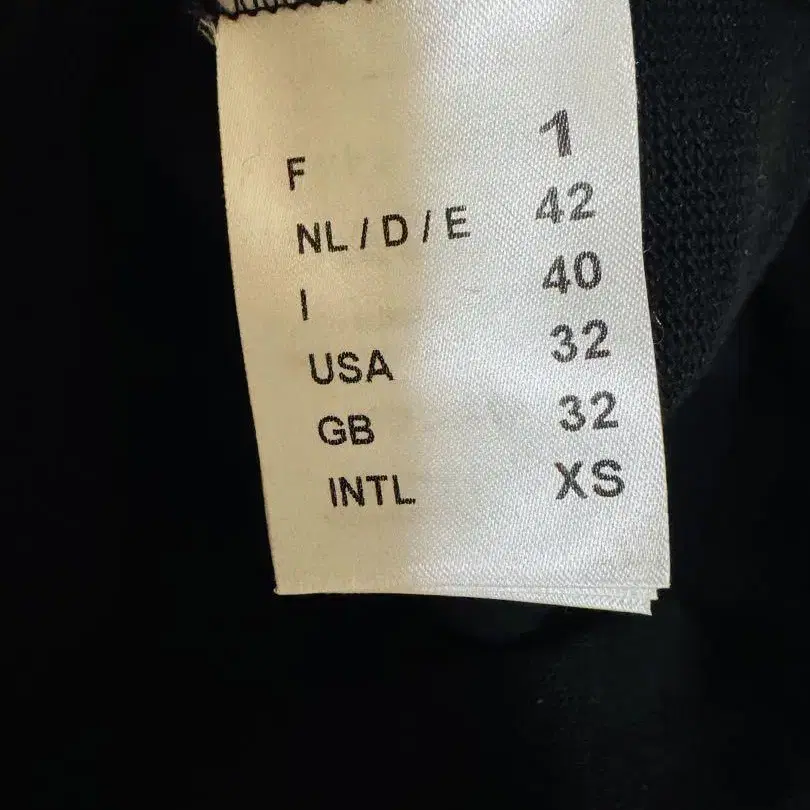 F 1
NL / D / E 42
I 40
USA 32
GB 32
INTL XS